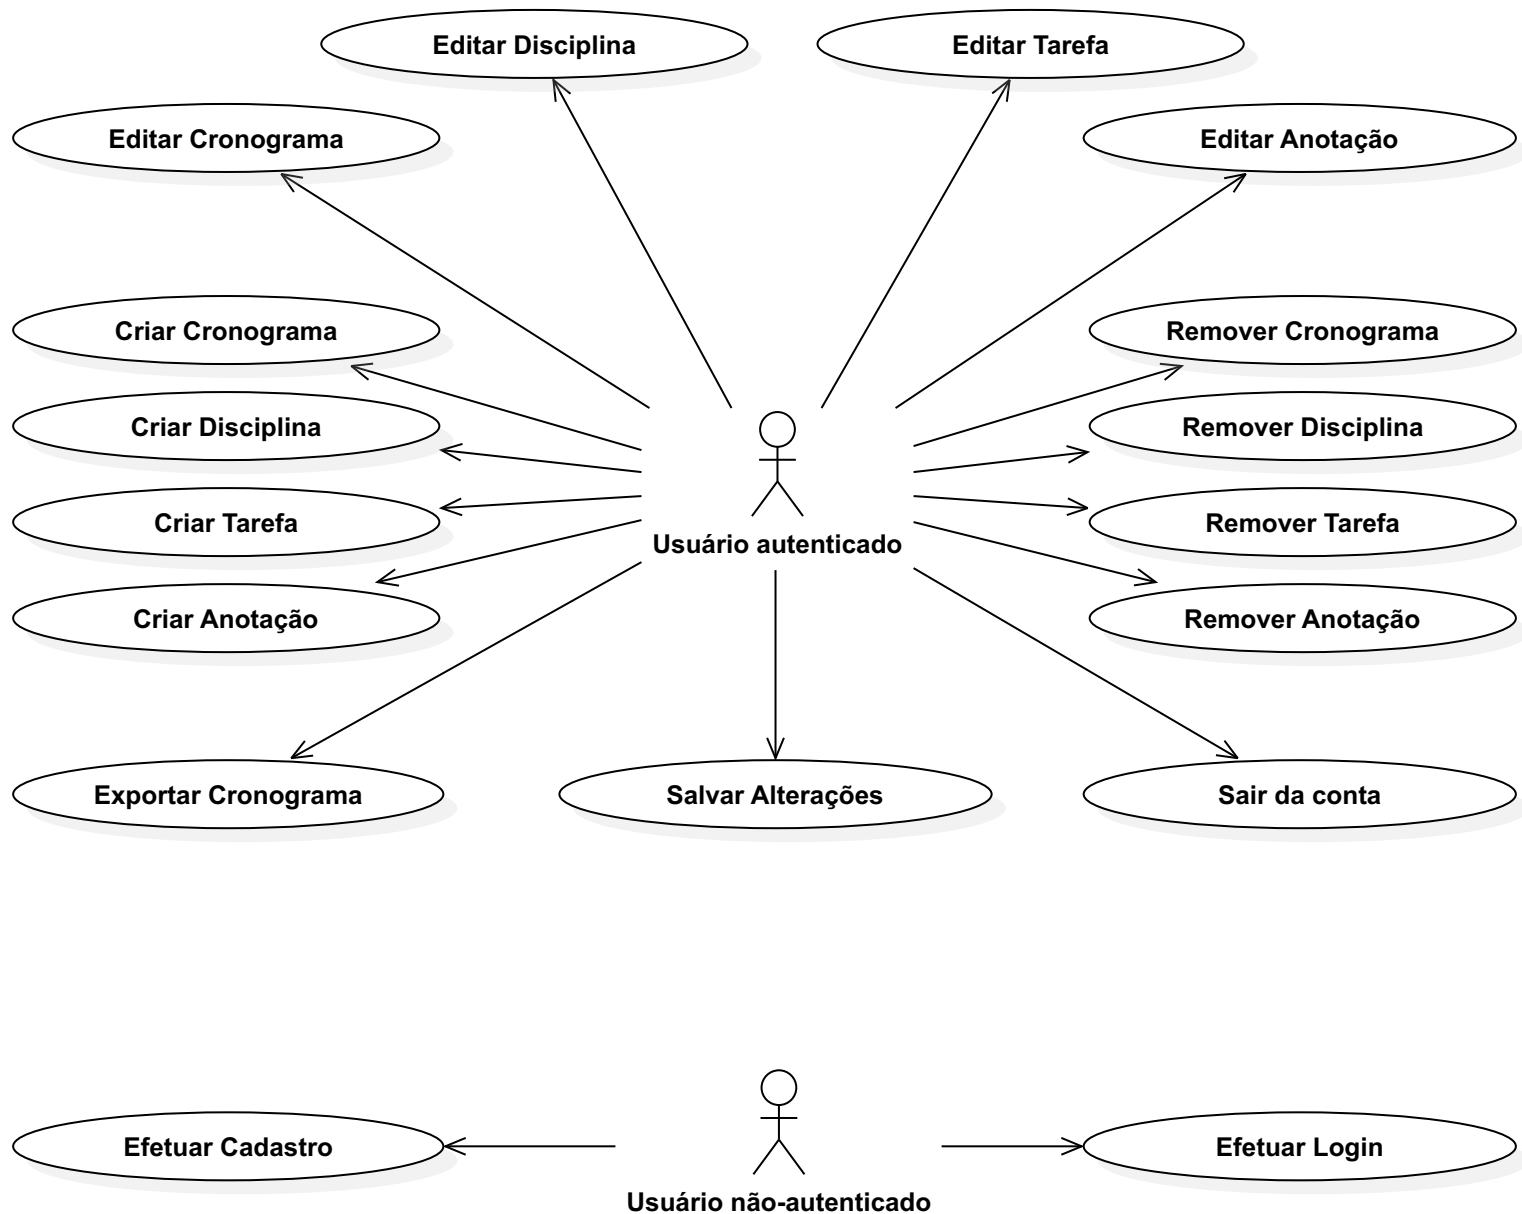 Editar Disciplina
Editar Tarefa
Editar Cronograma
Editar Anotação
Criar Cronograma
Remover Cronograma
Criar Disciplina
Remover Disciplina
Criar Tarefa
Remover Tarefa
Usuário autenticado
Criar Anotação
Remover Anotação
Exportar Cronograma
Salvar Alterações
Sair da conta
Efetuar Cadastro
Efetuar Login
Usuário não-autenticado